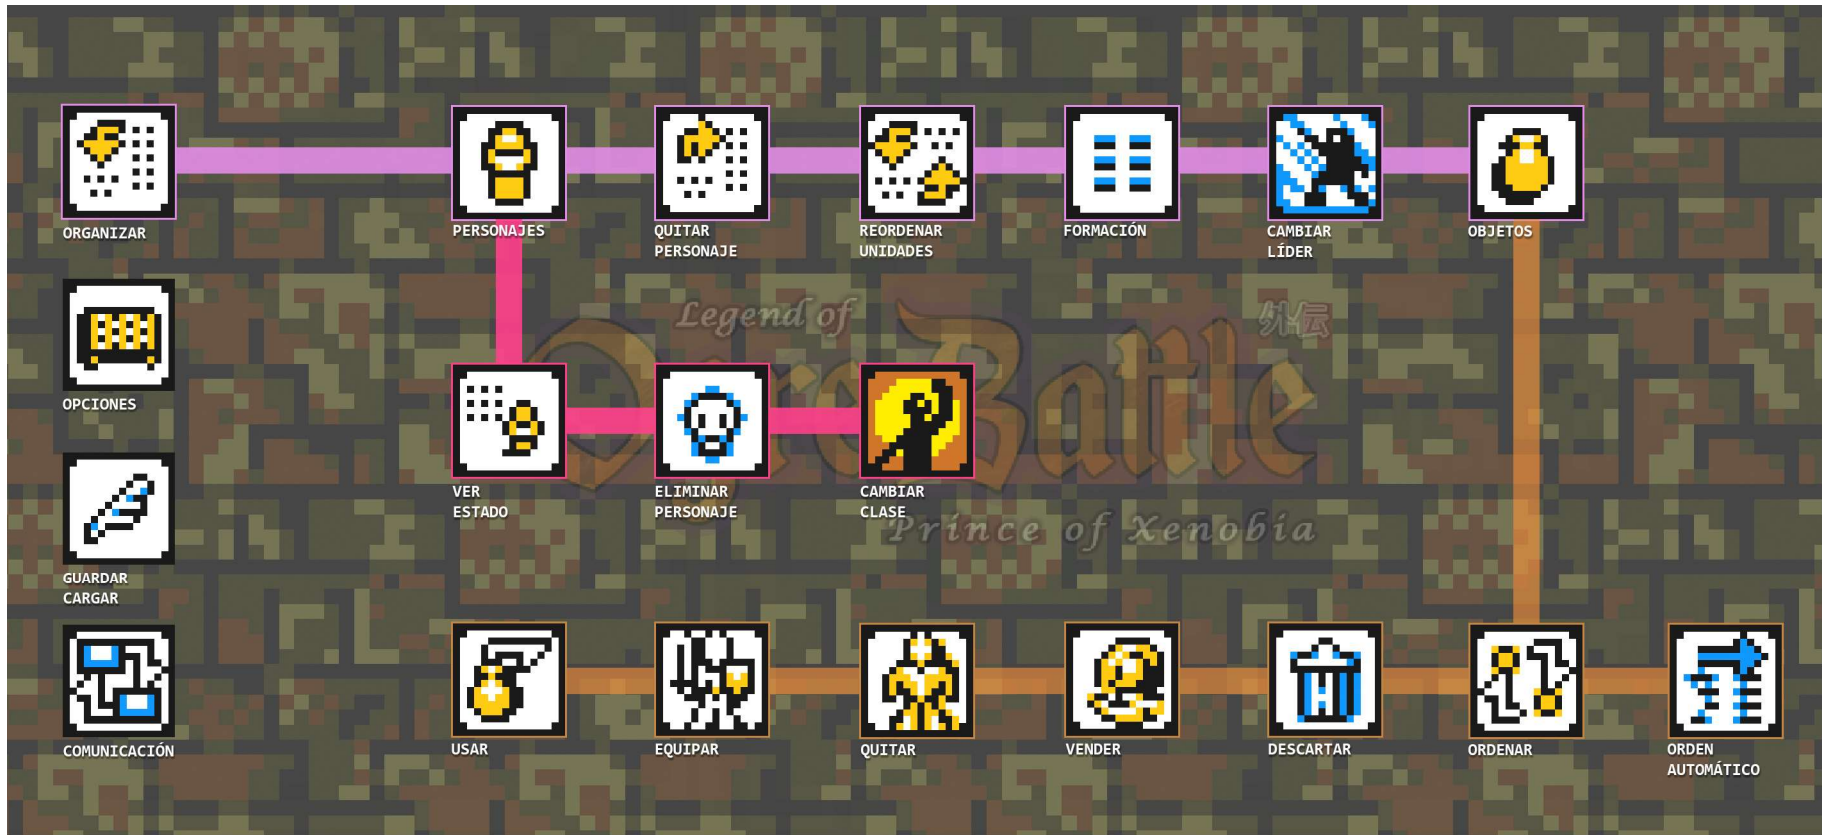 ORGANIZAR
PERSONAJES
QUITAR
PERSONAJE
REORDENAR
UNIDADES
FORMACIÓN
CAMBIAR
LÍDER
OBJETOS
OPCIONES
Legend of
外伝
OgreBattle
Prince of Xenobia
VER
ESTADO
ELIMINAR
PERSONAJE
CAMBIAR
CLASE
GUARDAR
CARGAR
COMUNICACIÓN
USAR
EQUIPAR
QUITAR
VENDER
DESCARTAR
ORDENAR
ORDEN
AUTOMÁTICO